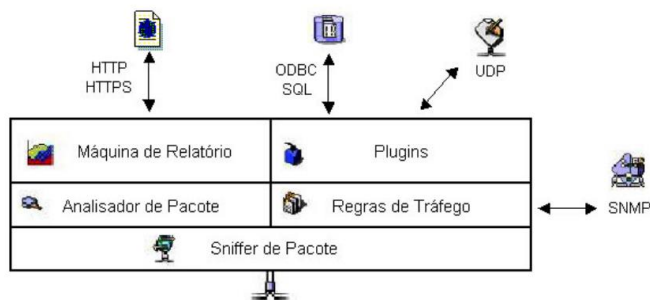 HTTP
HTTPS
ODBC
SQL
UDP
Máquina de Relatório
Plugins
Analisador de Pacote
Regras de Tráfego
SNMP
Sniffer de Pacote